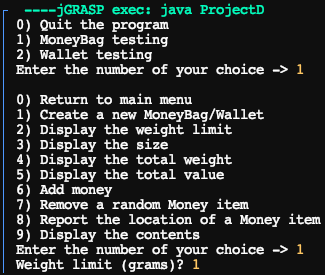 ----jGRASP exec: java ProjectD
0) Quit the program
1) MoneyBag testing
2) Wallet testing
Enter the number of your choice -> 1
0) Return to main menu
1) Create a new MoneyBag/Wallet
2) Display the weight limit
3) Display the size
4) Display the total weight
5) Display the total value
6) Add money
7) Remove a random Money item
8) Report the location of a Money item
9) Display the contents
Enter the number of your choice -> 1
Weight limit (grams)? 1